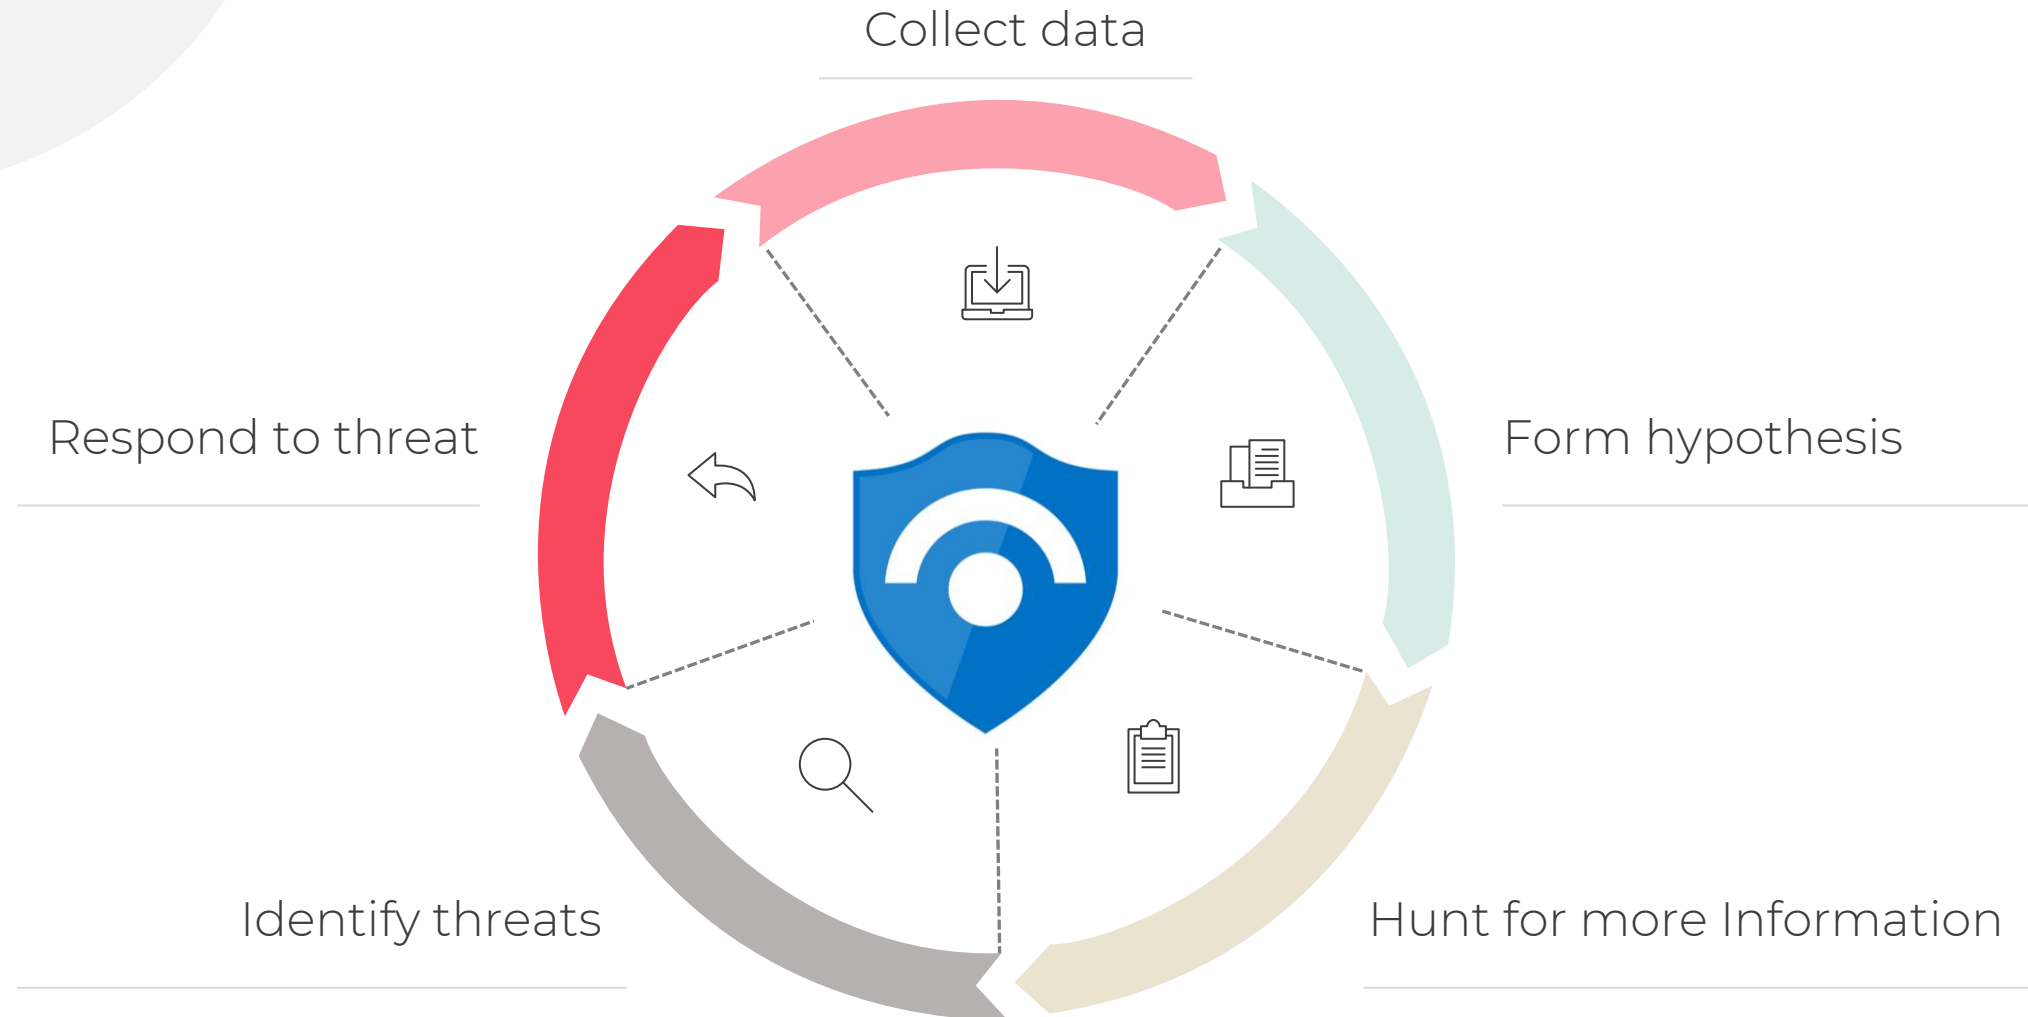 Collect data
Respond to threat
Form hypothesis
Identify threats
Hunt for more Information